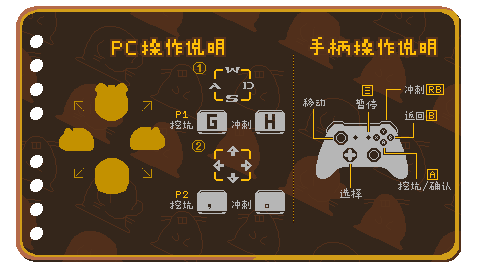 PC操作说明
①
W
A D
S
P1
挖坑 G 冲刺 H
②
P2
挖坑 , 冲刺 。
手柄操作说明
移动
暂停
冲刺 RB
返回 B
选择
A
挖坑/确认